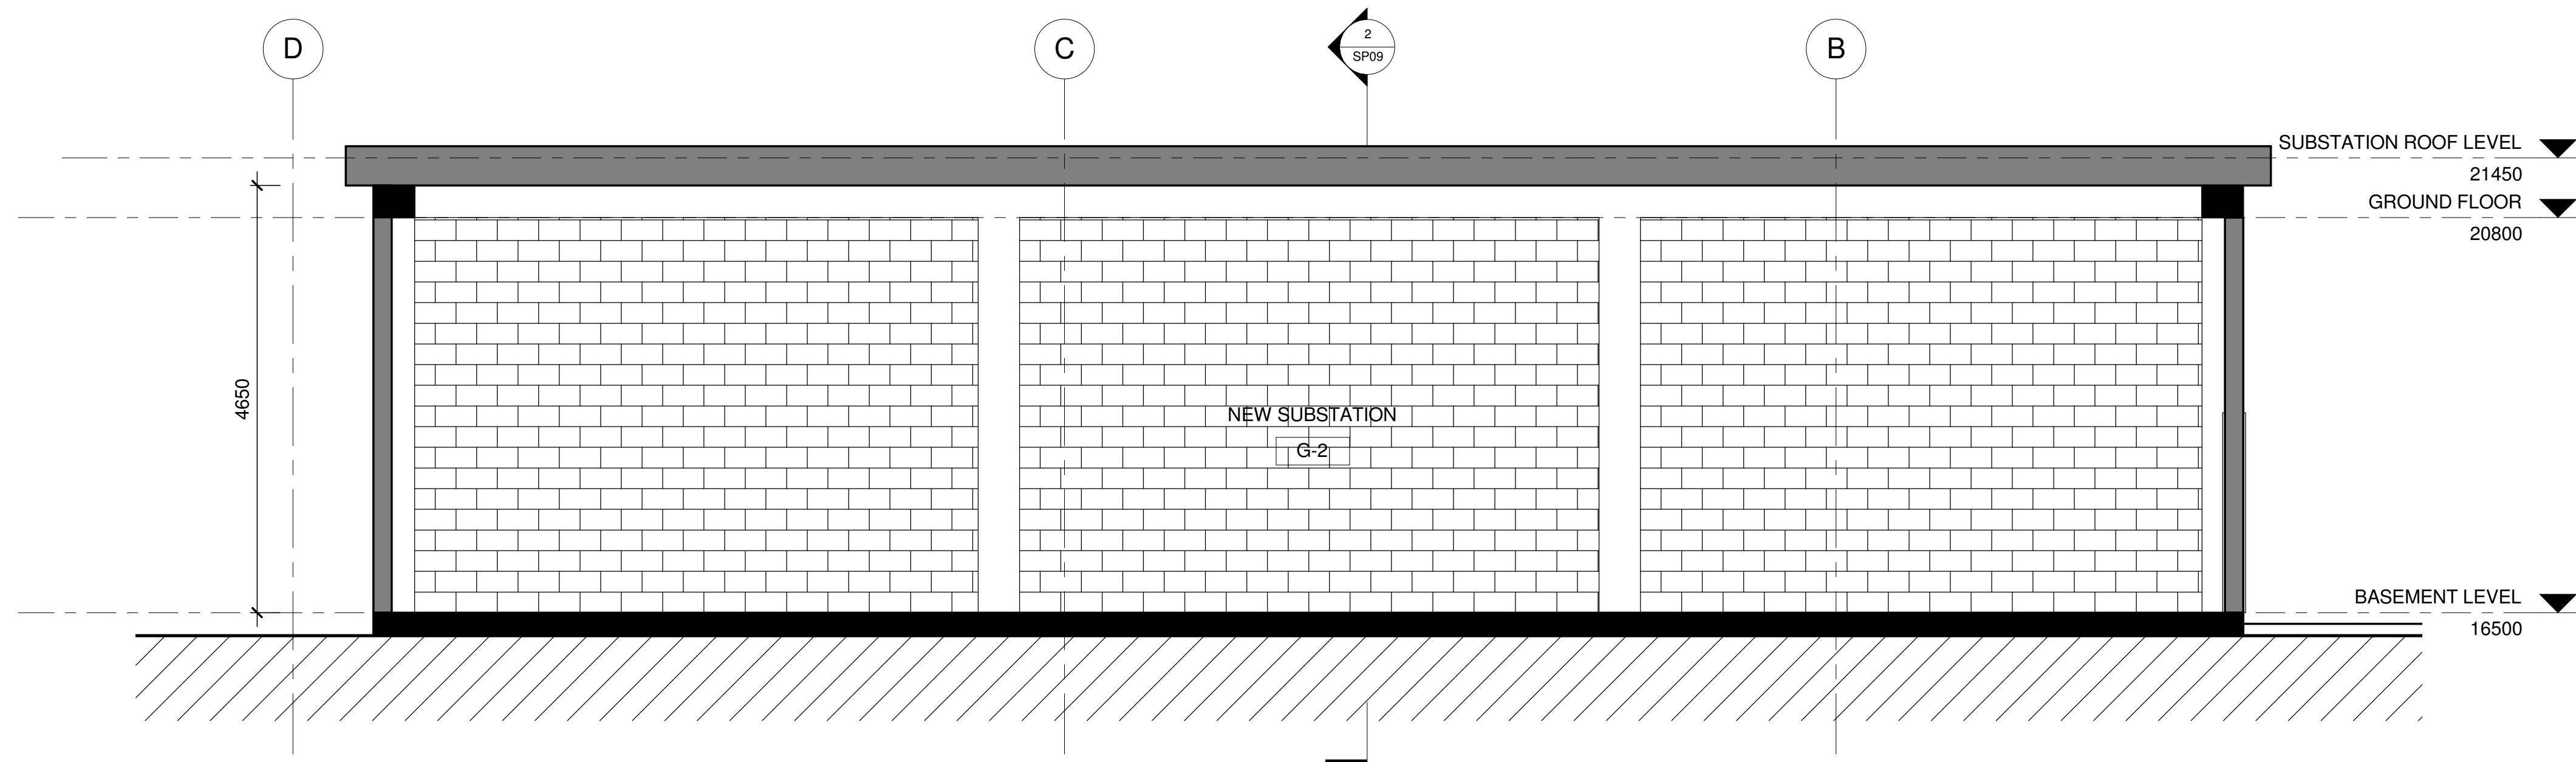 D
C
2
SP09
B
SUBSTATION ROOF LEVEL
21450
GROUND FLOOR
20800
4650
NEW SUBSTATION
G-2
BASEMENT LEVEL
16500